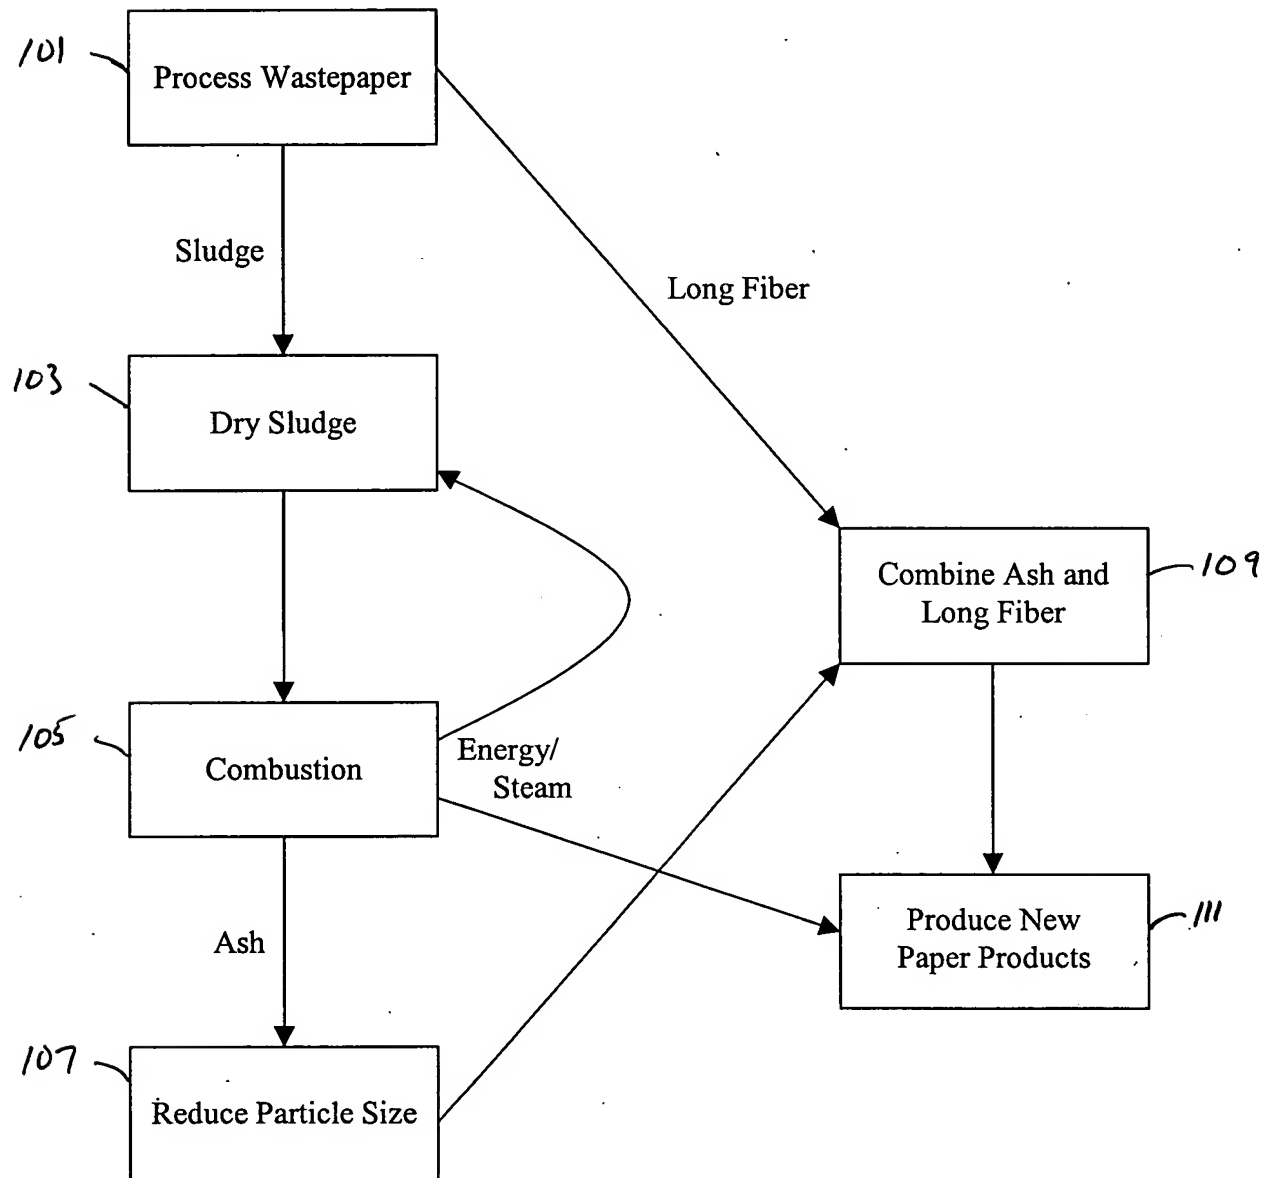 101
Process Wastepaper
Sludge
Long Fiber
103
Dry Sludge
Combine Ash and
Long Fiber
109
105
Combustion
Energy/
Steam
Produce New
Paper Products
111
Ash
107
Reduce Particle Size